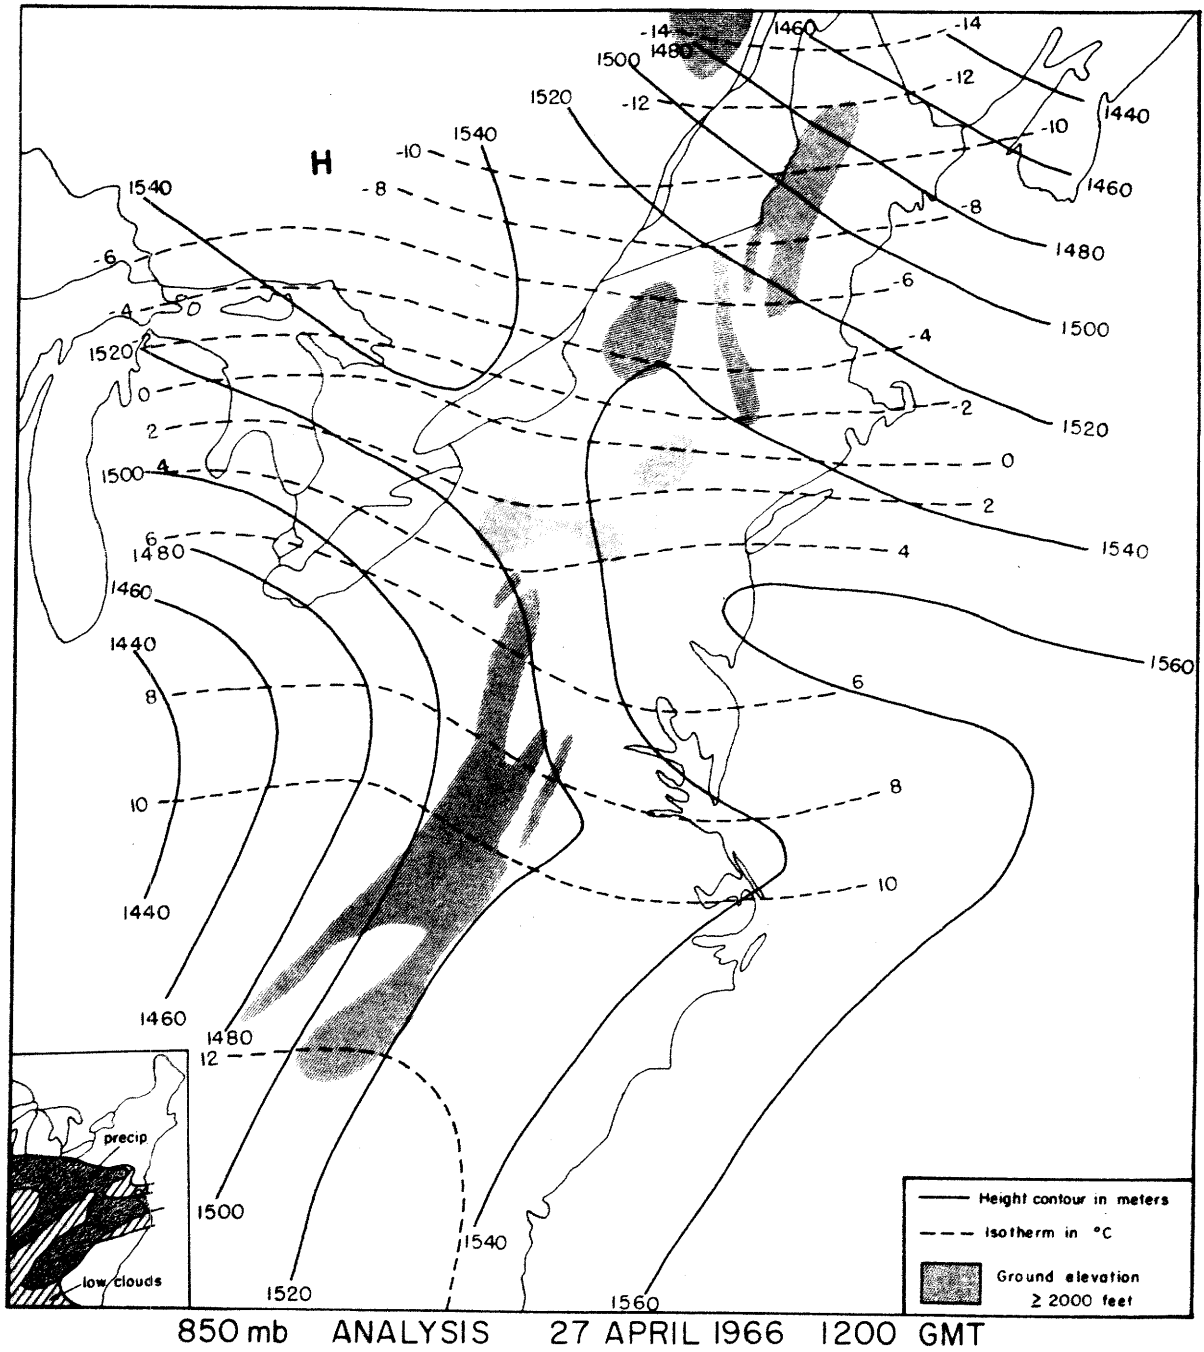 -14 1460 -14
1480
1500
-12
1520 -12 1440
1540 -10
H -10
1460
1540 -8
-8
1480
-6
-6
-4 1500
-4
1520 -2
0 -2
1520
2 0
1500 4
2
6 4 1540
1480
1460
1440 1560
8 6
10 8
10
1440
1460
1480
12
precip
1500
Height contour in meters
1540 Isotherm in °C
low clouds
Ground elevation
1520 1560 ≥ 2000 feet
850 mb ANALYSIS 27 APRIL 1966 1200 GMT